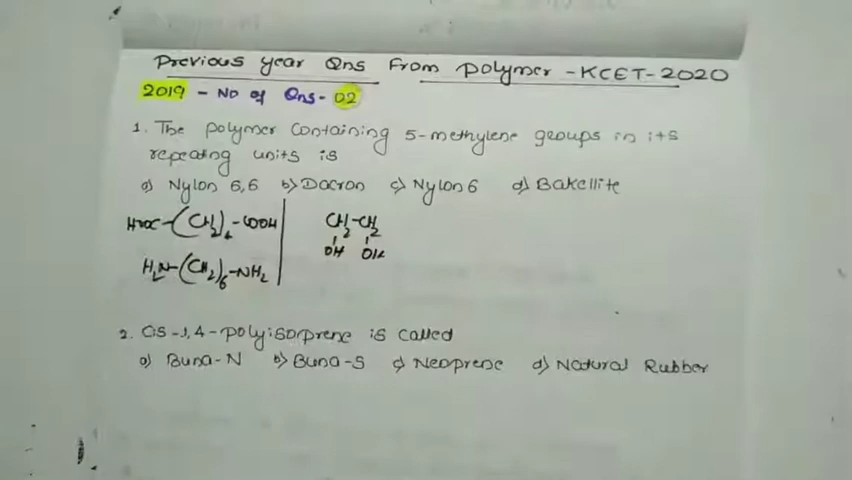 Previous year Qns From polymer - KCET-2020
2019 - No of Qns- 02
1. The polymer containing 5-methylene groups in its
repeating units is
a) Nylon 6,6 b) Dacron c) Nylon 6 d) Bakellite
HOOC-(CH2)4-COOH CH2-CH2
OH OH
H2N-(CH2)6-NH2
2. Cis-1,4-polyisorprene is called
a) Buna-N b) Buna-S c) Neoprene d) Natural Rubber